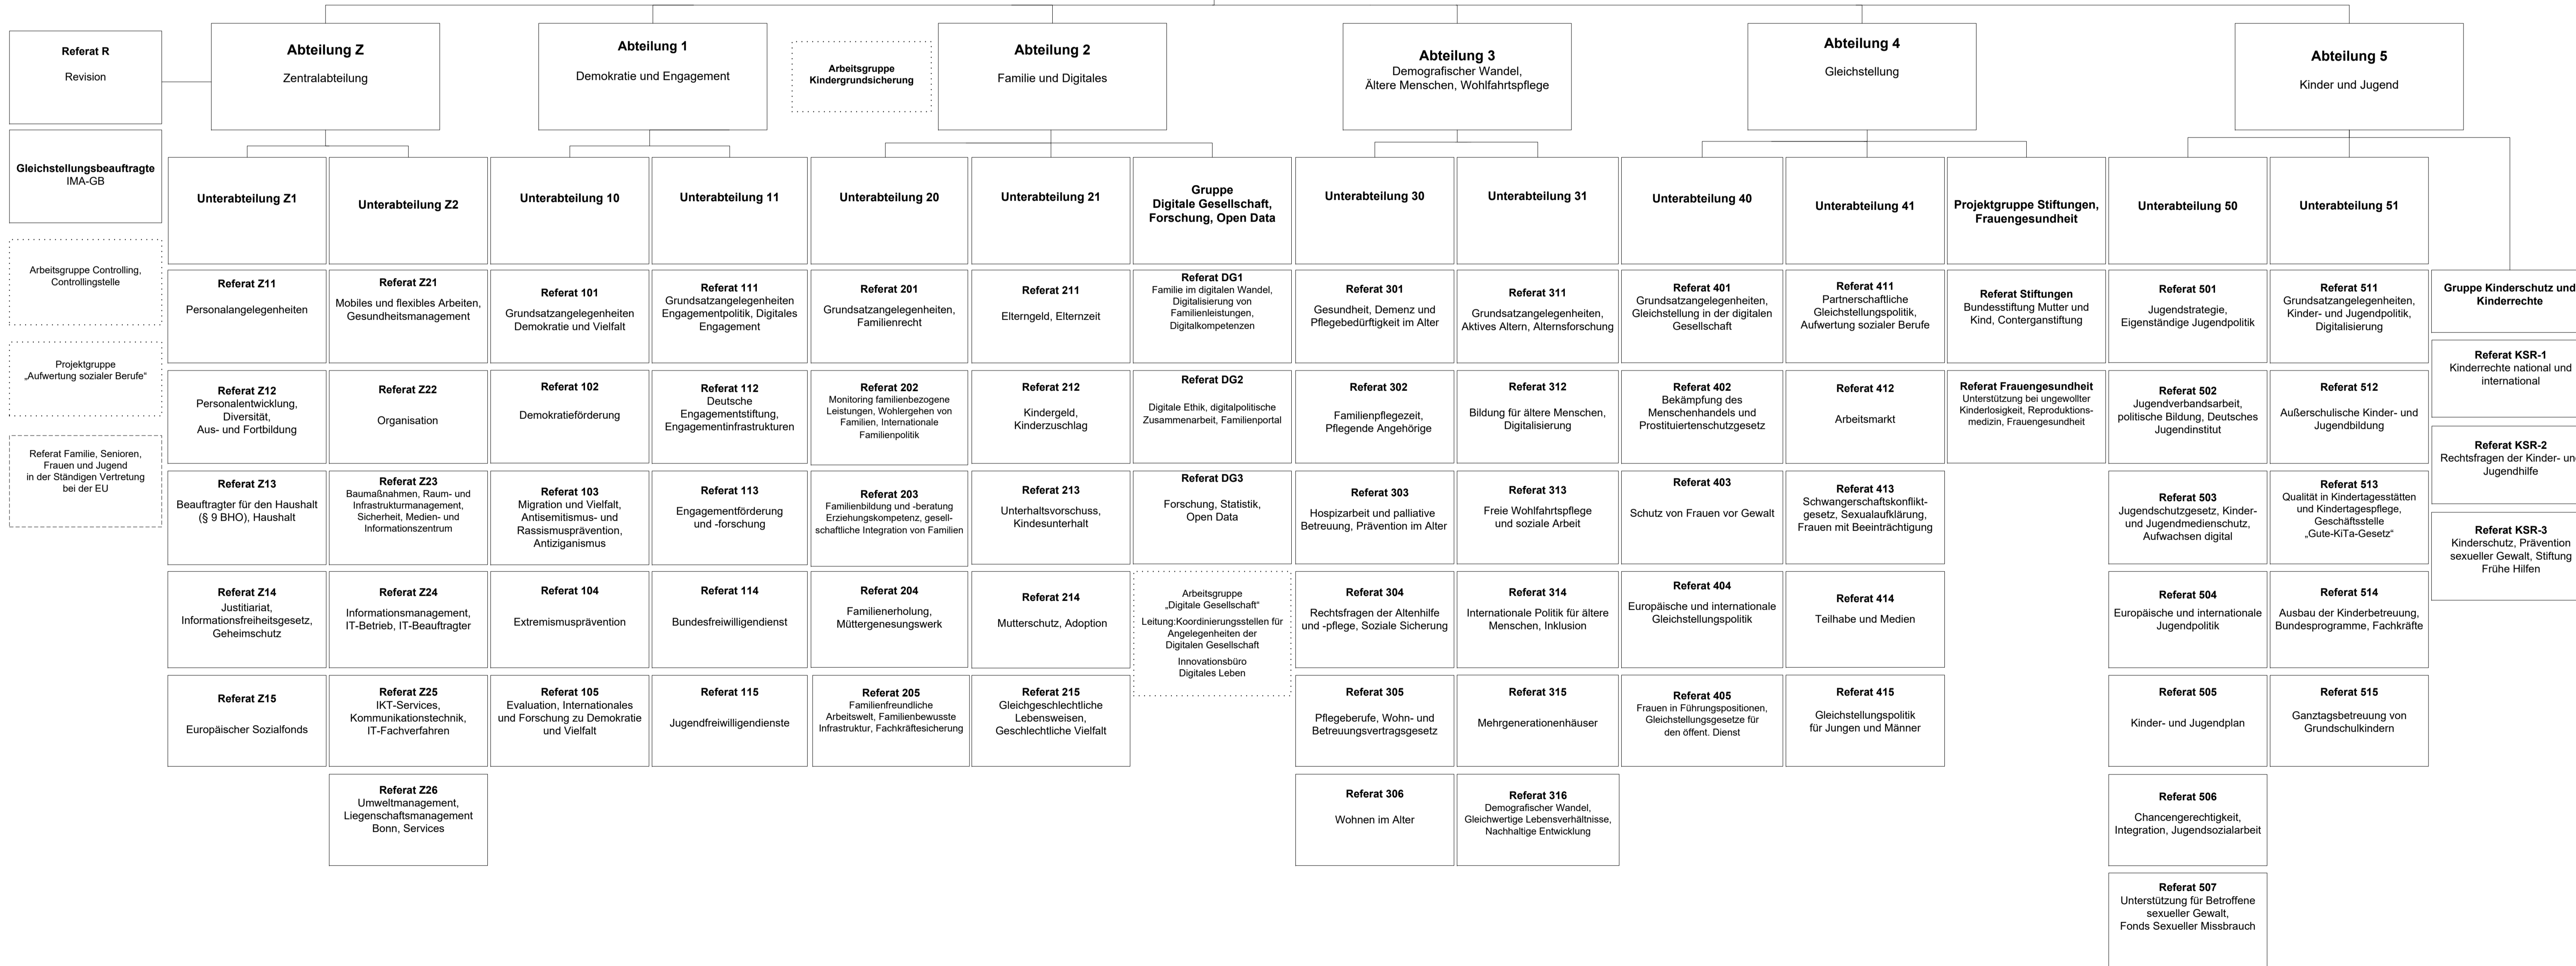 Referat R
Revision
Abteilung Z
Zentralabteilung
Abteilung 1
Demokratie und Engagement
Arbeitsgruppe
Kindergrundsicherung
Abteilung 2
Familie und Digitales
Abteilung 3
Demografischer Wandel,
Ältere Menschen, Wohlfahrtspflege
Abteilung 4
Gleichstellung
Abteilung 5
Kinder und Jugend
Gleichstellungsbeauftragte
IMA-GB
Arbeitsgruppe Controlling,
Controllingstelle
Projektgruppe
„Aufwertung sozialer Berufe“
Referat Familie, Senioren,
Frauen und Jugend
in der Ständigen Vertretung
bei der EU
Unterabteilung Z1
Referat Z11
Personalangelegenheiten
Referat Z12
Personalentwicklung,
Diversität,
Aus- und Fortbildung
Referat Z13
Beauftragter für den Haushalt
(§ 9 BHO), Haushalt
Referat Z14
Justitiariat,
Informationsfreiheitsgesetz,
Geheimschutz
Referat Z15
Europäischer Sozialfonds
Unterabteilung Z2
Referat Z21
Mobiles und flexibles Arbeiten,
Gesundheitsmanagement
Referat Z22
Organisation
Referat Z23
Baumaßnahmen, Raum- und
Infrastrukturmanagement,
Sicherheit, Medien- und
Informationszentrum
Referat Z24
Informationsmanagement,
IT-Betrieb, IT-Beauftragter
Referat Z25
IKT-Services,
Kommunikationstechnik,
IT-Fachverfahren
Referat Z26
Umweltmanagement,
Liegenschaftsmanagement
Bonn, Services
Unterabteilung 10
Referat 101
Grundsatzangelegenheiten
Demokratie und Vielfalt
Referat 102
Demokratieförderung
Referat 103
Migration und Vielfalt,
Antisemitismus- und
Rassismusprävention,
Antiziganismus
Referat 104
Extremismusprävention
Referat 105
Evaluation, Internationales
und Forschung zu Demokratie
und Vielfalt
Unterabteilung 11
Referat 111
Grundsatzangelegenheiten
Engagementpolitik, Digitales
Engagement
Referat 112
Deutsche
Engagementstiftung,
Engagementinfrastrukturen
Referat 113
Engagementförderung
und -forschung
Referat 114
Bundesfreiwilligendienst
Referat 115
Jugendfreiwilligendienste
Unterabteilung 20
Referat 201
Grundsatzangelegenheiten,
Familienrecht
Referat 202
Monitoring familienbezogene
Leistungen, Wohlergehen von
Familien, Internationale
Familienpolitik
Referat 203
Familienbildung und -beratung
Erziehungskompetenz, gesell-
schaftliche Integration von Familien
Referat 204
Familienerholung,
Müttergenesungswerk
Referat 205
Familienfreundliche
Arbeitswelt, Familienbewusste
Infrastruktur, Fachkräftesicherung
Unterabteilung 21
Referat 211
Elterngeld, Elternzeit
Referat 212
Kindergeld,
Kinderzuschlag
Referat 213
Unterhaltsvorschuss,
Kindesunterhalt
Referat 214
Mutterschutz, Adoption
Referat 215
Gleichgeschlechtliche
Lebensweisen,
Geschlechtliche Vielfalt
Gruppe
Digitale Gesellschaft,
Forschung, Open Data
Referat DG1
Familie im digitalen Wandel,
Digitalisierung von
Familienleistungen,
Digitalkompetenzen
Referat DG2
Digitale Ethik, digitalpolitische
Zusammenarbeit, Familienportal
Referat DG3
Forschung, Statistik,
Open Data
Arbeitsgruppe
„Digitale Gesellschaft“
Leitung:Koordinierungsstellen für
Angelegenheiten der
Digitalen Gesellschaft
Innovationsbüro
Digitales Leben
Unterabteilung 30
Referat 301
Gesundheit, Demenz und
Pflegebedürftigkeit im Alter
Referat 302
Familienpflegezeit,
Pflegende Angehörige
Referat 303
Hospizarbeit und palliative
Betreuung, Prävention im Alter
Referat 304
Rechtsfragen der Altenhilfe
und -pflege, Soziale Sicherung
Referat 305
Pflegeberufe, Wohn- und
Betreuungsvertragsgesetz
Referat 306
Wohnen im Alter
Unterabteilung 31
Referat 311
Grundsatzangelegenheiten,
Aktives Altern, Alternsforschung
Referat 312
Bildung für ältere Menschen,
Digitalisierung
Referat 313
Freie Wohlfahrtspflege
und soziale Arbeit
Referat 314
Internationale Politik für ältere
Menschen, Inklusion
Referat 315
Mehrgenerationenhäuser
Referat 316
Demografischer Wandel,
Gleichwertige Lebensverhältnisse,
Nachhaltige Entwicklung
Unterabteilung 40
Referat 401
Grundsatzangelegenheiten,
Gleichstellung in der digitalen
Gesellschaft
Referat 402
Bekämpfung des
Menschenhandels und
Prostituiertenschutzgesetz
Referat 403
Schutz von Frauen vor Gewalt
Referat 404
Europäische und internationale
Gleichstellungspolitik
Referat 405
Frauen in Führungspositionen,
Gleichstellungsgesetze für
den öffent. Dienst
Unterabteilung 41
Referat 411
Partnerschaftliche
Gleichstellungspolitik,
Aufwertung sozialer Berufe
Referat 412
Arbeitsmarkt
Referat 413
Schwangerschaftskonflikt-
gesetz, Sexualaufklärung,
Frauen mit Beeinträchtigung
Referat 414
Teilhabe und Medien
Referat 415
Gleichstellungspolitik
für Jungen und Männer
Projektgruppe Stiftungen,
Frauengesundheit
Referat Stiftungen
Bundesstiftung Mutter und
Kind, Conterganstiftung
Referat Frauengesundheit
Unterstützung bei ungewollter
Kinderlosigkeit, Reproduktions-
medizin, Frauengesundheit
Unterabteilung 50
Referat 501
Jugendstrategie,
Eigenständige Jugendpolitik
Referat 502
Jugendverbandsarbeit,
politische Bildung, Deutsches
Jugendinstitut
Referat 503
Jugendschutzgesetz, Kinder-
und Jugendmedienschutz,
Aufwachsen digital
Referat 504
Europäische und internationale
Jugendpolitik
Referat 505
Kinder- und Jugendplan
Referat 506
Chancengerechtigkeit,
Integration, Jugendsozialarbeit
Referat 507
Unterstützung für Betroffene
sexueller Gewalt,
Fonds Sexueller Missbrauch
Unterabteilung 51
Referat 511
Grundsatzangelegenheiten,
Kinder- und Jugendpolitik,
Digitalisierung
Referat 512
Außerschulische Kinder- und
Jugendbildung
Referat 513
Qualität in Kindertagesstätten
und Kindertagespflege,
Geschäftsstelle
„Gute-KiTa-Gesetz“
Referat 514
Ausbau der Kinderbetreuung,
Bundesprogramme, Fachkräfte
Referat 515
Ganztagsbetreuung von
Grundschulkindern
Gruppe Kinderschutz und
Kinderrechte
Referat KSR-1
Kinderrechte national und
international
Referat KSR-2
Rechtsfragen der Kinder- und
Jugendhilfe
Referat KSR-3
Kinderschutz, Prävention
sexueller Gewalt, Stiftung
Frühe Hilfen